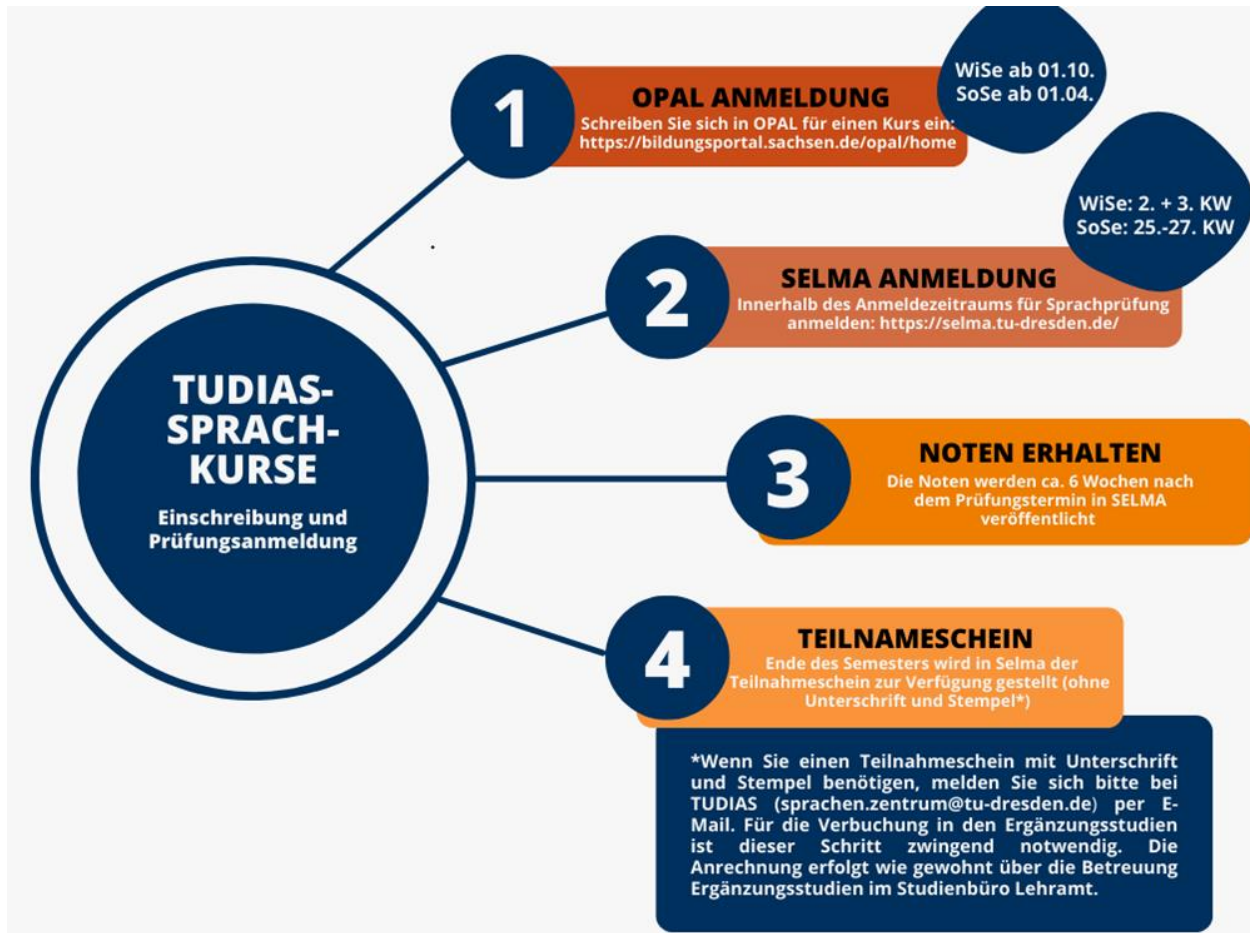 TUDIAS-
SPRACH-
KURSE
Einschreibung und
Prüfungsanmeldung
1
OPAL ANMELDUNG
Schreiben Sie sich in OPAL für einen Kurs ein:
https://bildungsportal.sachsen.de/opal/home
WiSe ab 01.10.
SoSe ab 01.04.
2
SELMA ANMELDUNG
Innerhalb des Anmeldezeitraums für Sprachprüfung
anmelden: https://selma.tu-dresden.de/
WiSe: 2. + 3. KW
SoSe: 25.-27. KW
3
NOTEN ERHALTEN
Die Noten werden ca. 6 Wochen nach
dem Prüfungstermin in SELMA
veröffentlicht
4
TEILNAMESCHEIN
Ende des Semesters wird in Selma der
Teilnahmeschein zur Verfügung gestellt (ohne
Unterschrift und Stempel*)
*Wenn Sie einen Teilnahmeschein mit Unterschrift
und Stempel benötigen, melden Sie sich bitte bei
TUDIAS (sprachen.zentrum@tu-dresden.de) per E-
Mail. Für die Verbuchung in den Ergänzungsstudien
ist dieser Schritt zwingend notwendig. Die
Anrechnung erfolgt wie gewohnt über die Betreuung
Ergänzungsstudien im Studienbüro Lehramt.